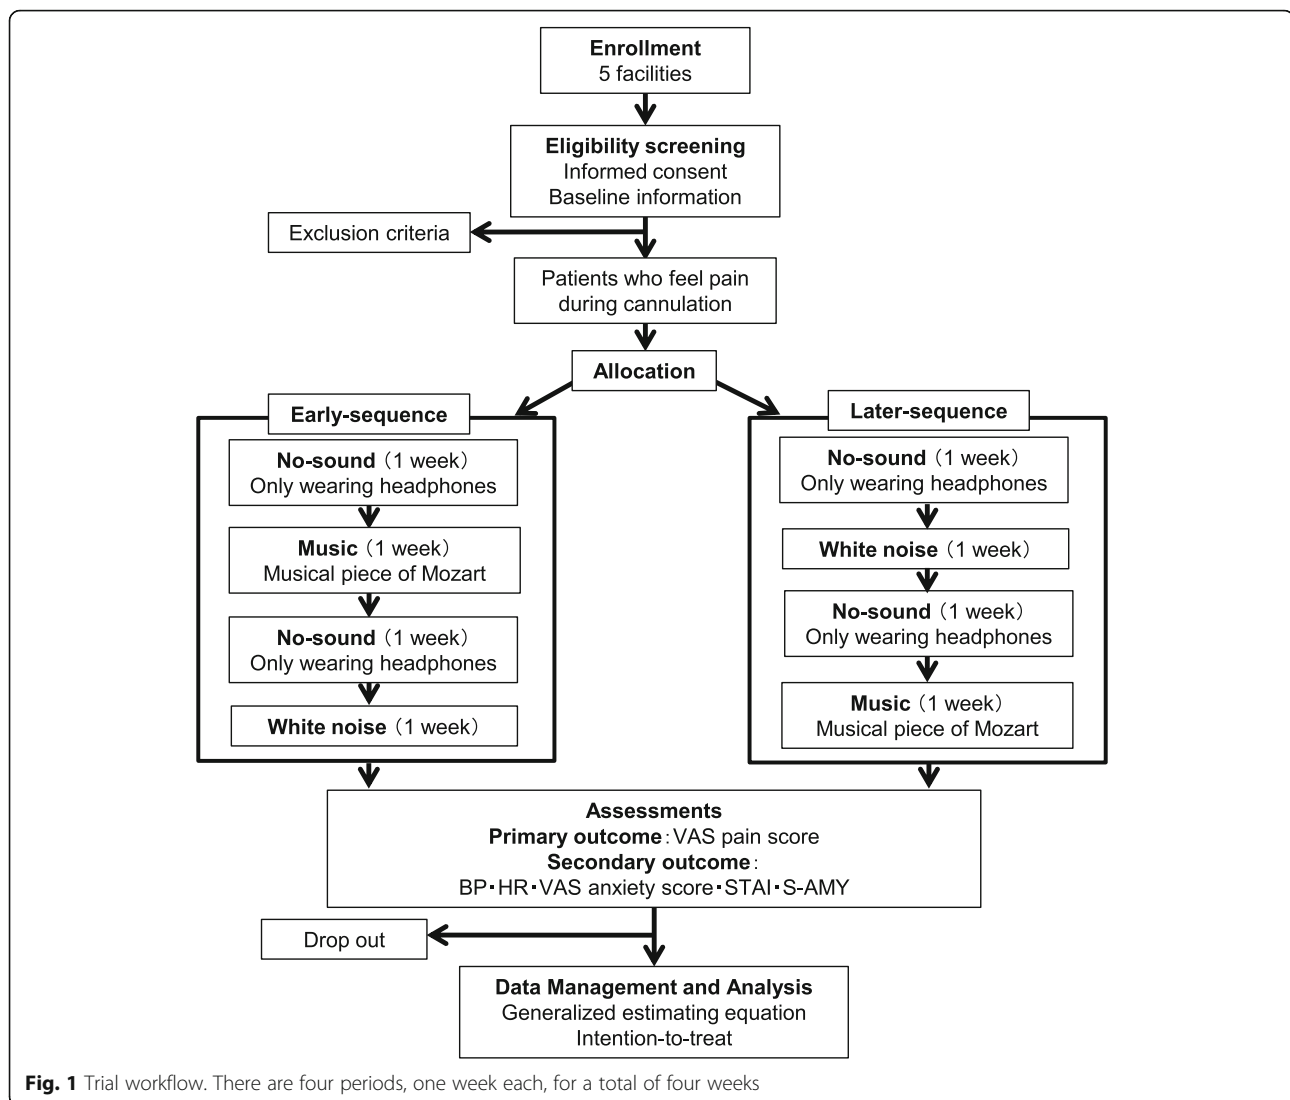 Enrollment
5 facilities
Eligibility screening
Informed consent
Baseline information
Exclusion criteria
Patients who feel pain
during cannulation
Allocation
Early-sequence
No-sound (1 week)
Only wearing headphones
Music (1 week)
Musical piece of Mozart
No-sound (1 week)
Only wearing headphones
White noise (1 week)
Later-sequence
No-sound (1 week)
Only wearing headphones
White noise (1 week)
No-sound (1 week)
Only wearing headphones
Music (1 week)
Musical piece of Mozart
Assessments
Primary outcome: VAS pain score
Secondary outcome:
BP・HR・VAS anxiety score・STAI・S-AMY
Drop out
Data Management and Analysis
Generalized estimating equation
Intention-to-treat
Fig. 1 Trial workflow. There are four periods, one week each, for a total of four weeks